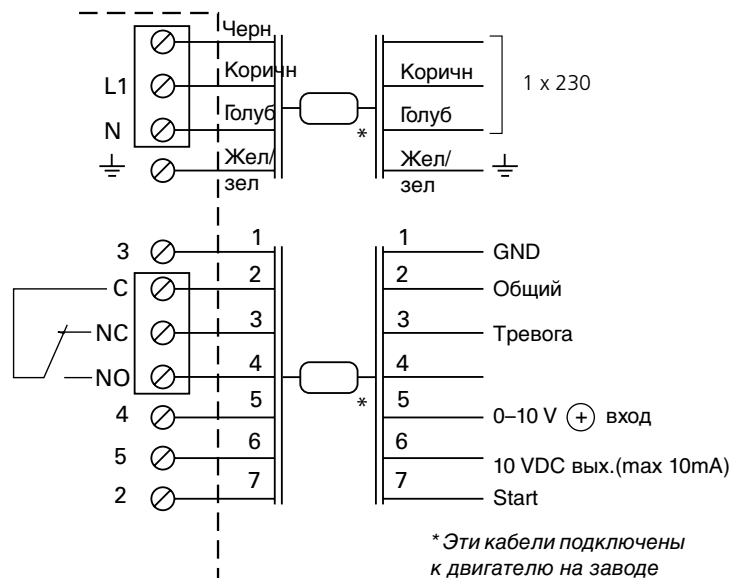 Черн
L1 Коричн Коричн 1 x 230
N Голуб Голуб
*
Жел/зел Жел/зел
3 1 1 GND
C 2 2 Общий
NC 3 3 Тревога
NO 4 4
*
4 5 5 0–10 V + вход
5 6 6 10 VDC вых.(max 10mA)
2 7 7 Start
* Эти кабели подключены
к двигателю на заводе